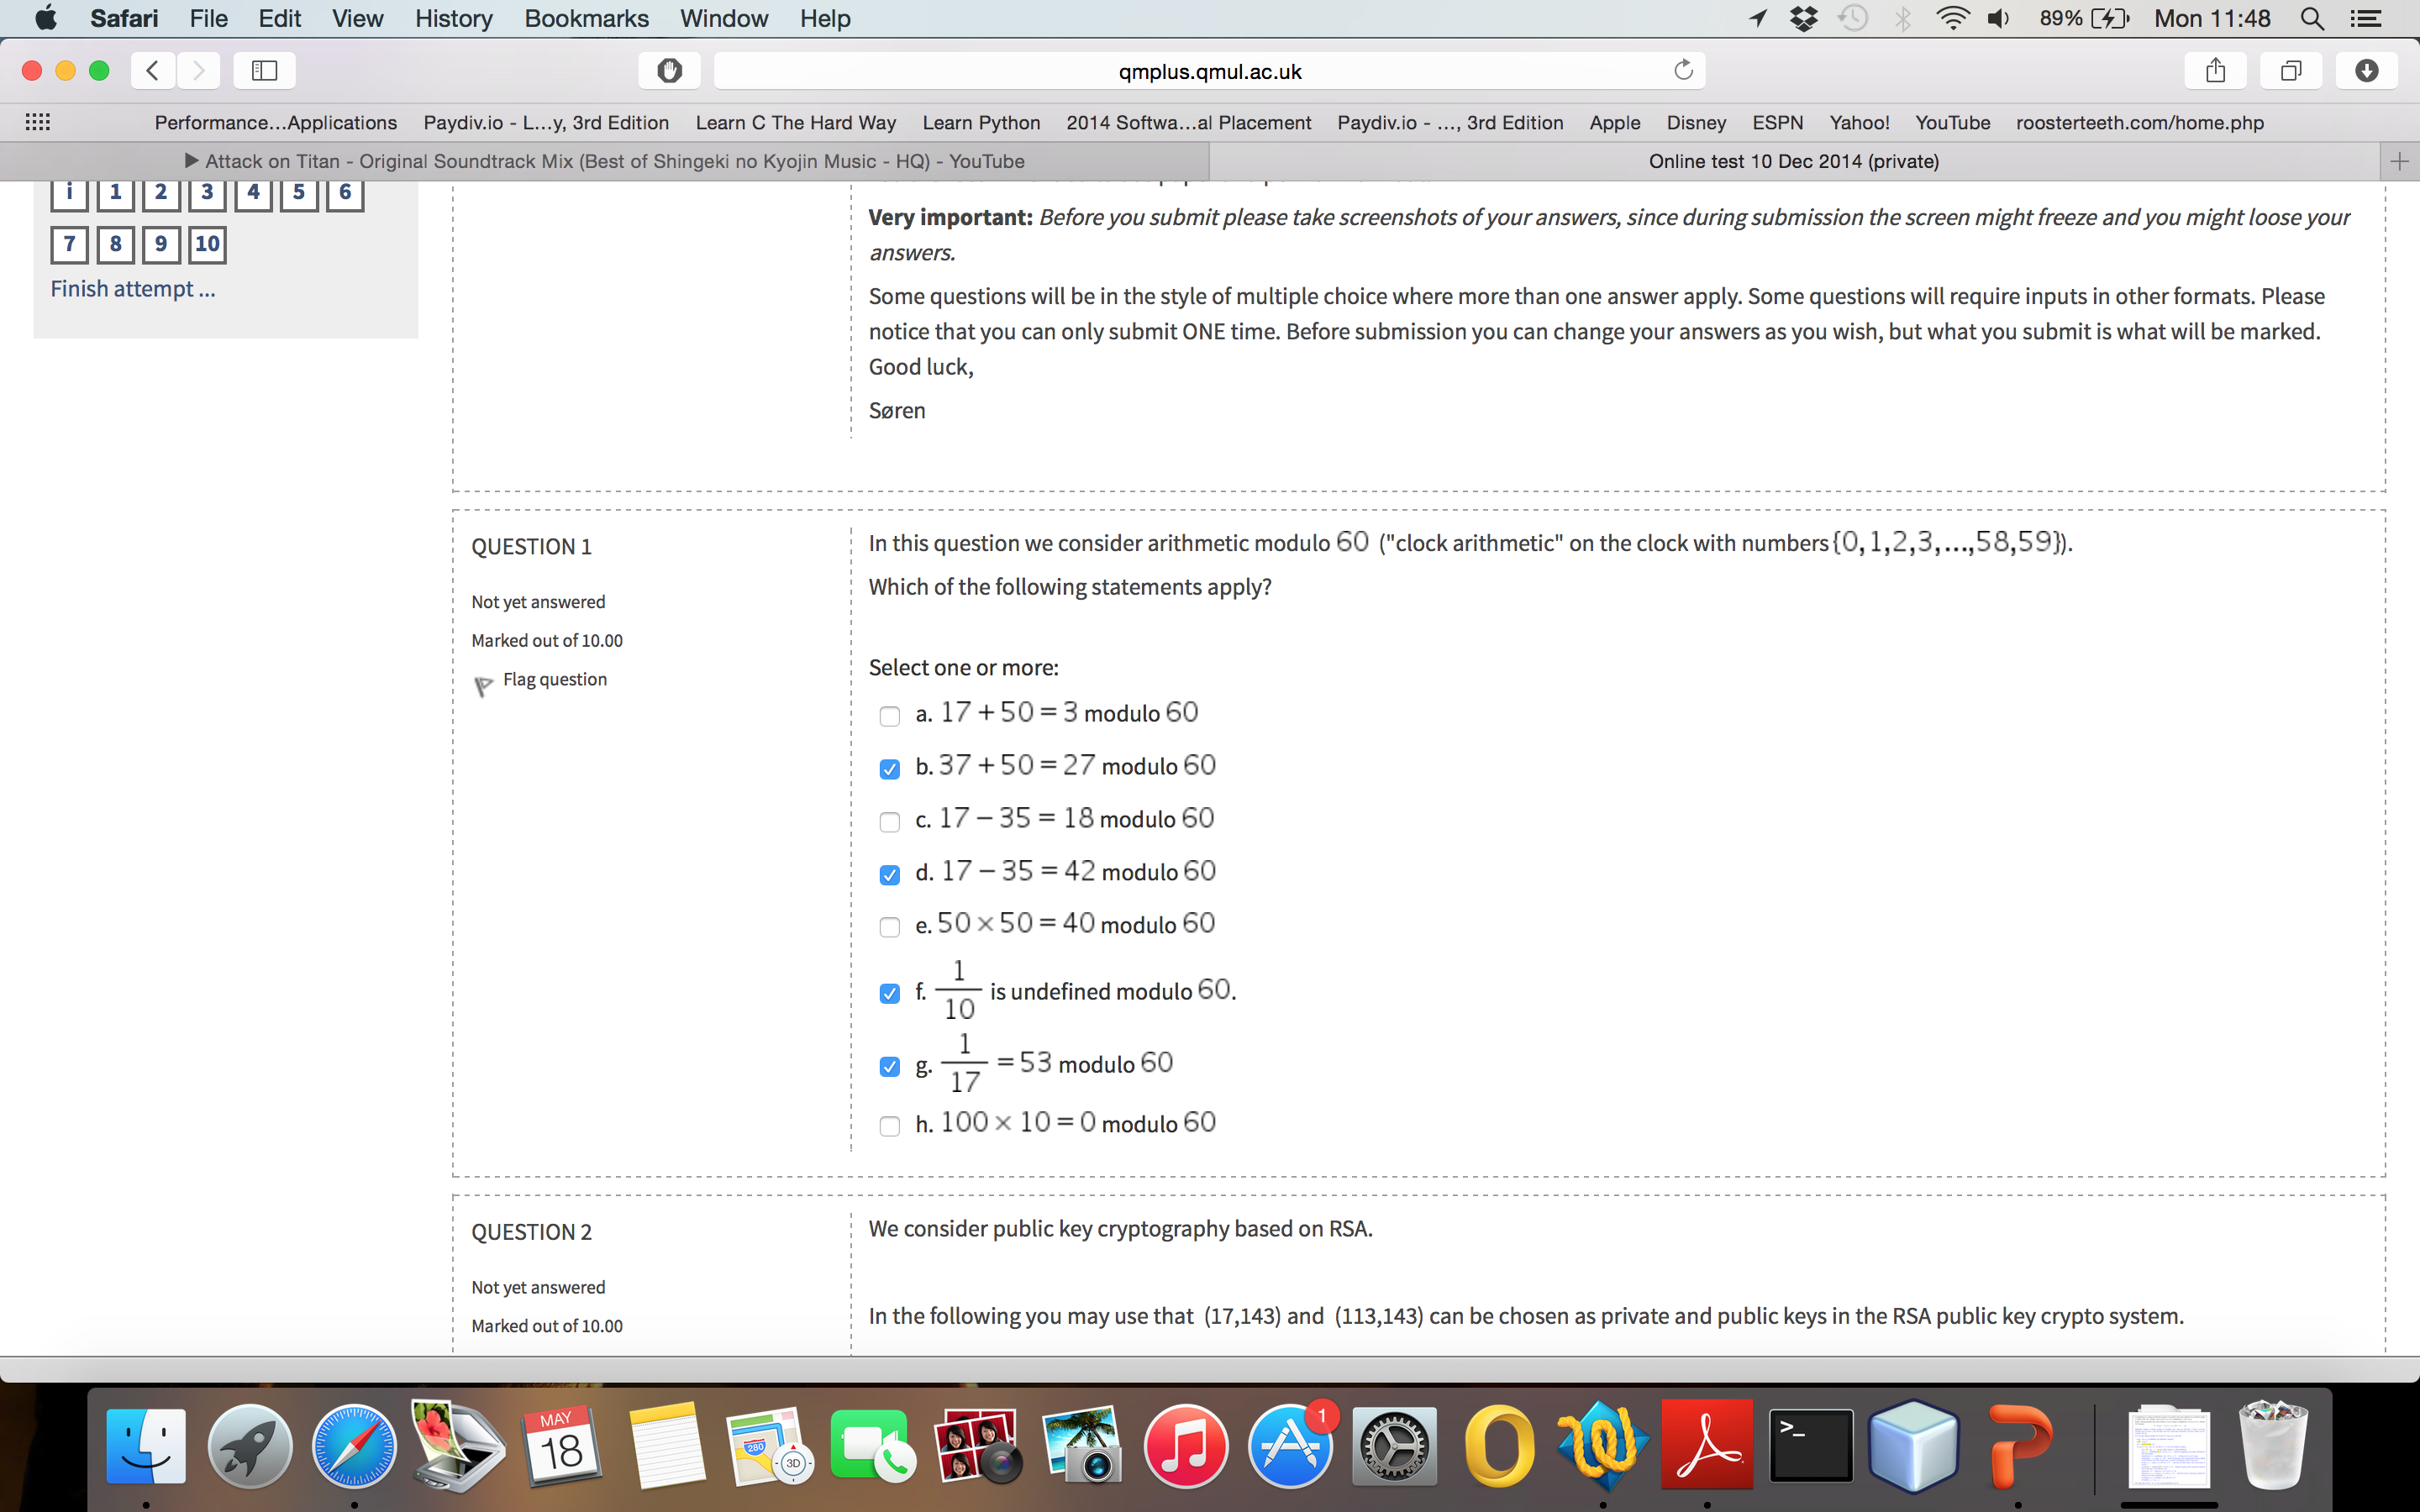 Safari File Edit View History Bookmarks Window Help 89% Mon 11:48
qmplus.qmul.ac.uk
Performance...Applications Paydiv.io - L...y, 3rd Edition Learn C The Hard Way Learn Python 2014 Softwa...al Placement Paydiv.io - ..., 3rd Edition Apple Disney ESPN Yahoo! YouTube roosterteeth.com/home.php
▶ Attack on Titan - Original Soundtrack Mix (Best of Shingeki no Kyojin Music - HQ) - YouTube Online test 10 Dec 2014 (private)
i 1 2 3 4 5 6
7 8 9 10
Finish attempt ...
Very important: Before you submit please take screenshots of your answers, since during submission the screen might freeze and you might loose your
answers.
Some questions will be in the style of multiple choice where more than one answer apply. Some questions will require inputs in other formats. Please
notice that you can only submit ONE time. Before submission you can change your answers as you wish, but what you submit is what will be marked.
Good luck,
Søren
QUESTION 1
Not yet answered
Marked out of 10.00
Flag question
In this question we consider arithmetic modulo 60 ("clock arithmetic" on the clock with numbers {0,1,2,3,...,58,59}).
Which of the following statements apply?
Select one or more:
a. 17 + 50 = 3 modulo 60
b. 37 + 50 = 27 modulo 60
c. 17 − 35 = 18 modulo 60
d. 17 − 35 = 42 modulo 60
e. 50 × 50 = 40 modulo 60
f. 1/10 is undefined modulo 60.
g. 1/17 = 53 modulo 60
h. 100 × 10 = 0 modulo 60
QUESTION 2
Not yet answered
Marked out of 10.00
We consider public key cryptography based on RSA.
In the following you may use that (17,143) and (113,143) can be chosen as private and public keys in the RSA public key crypto system.
MAY
18
280
3D
1
>_